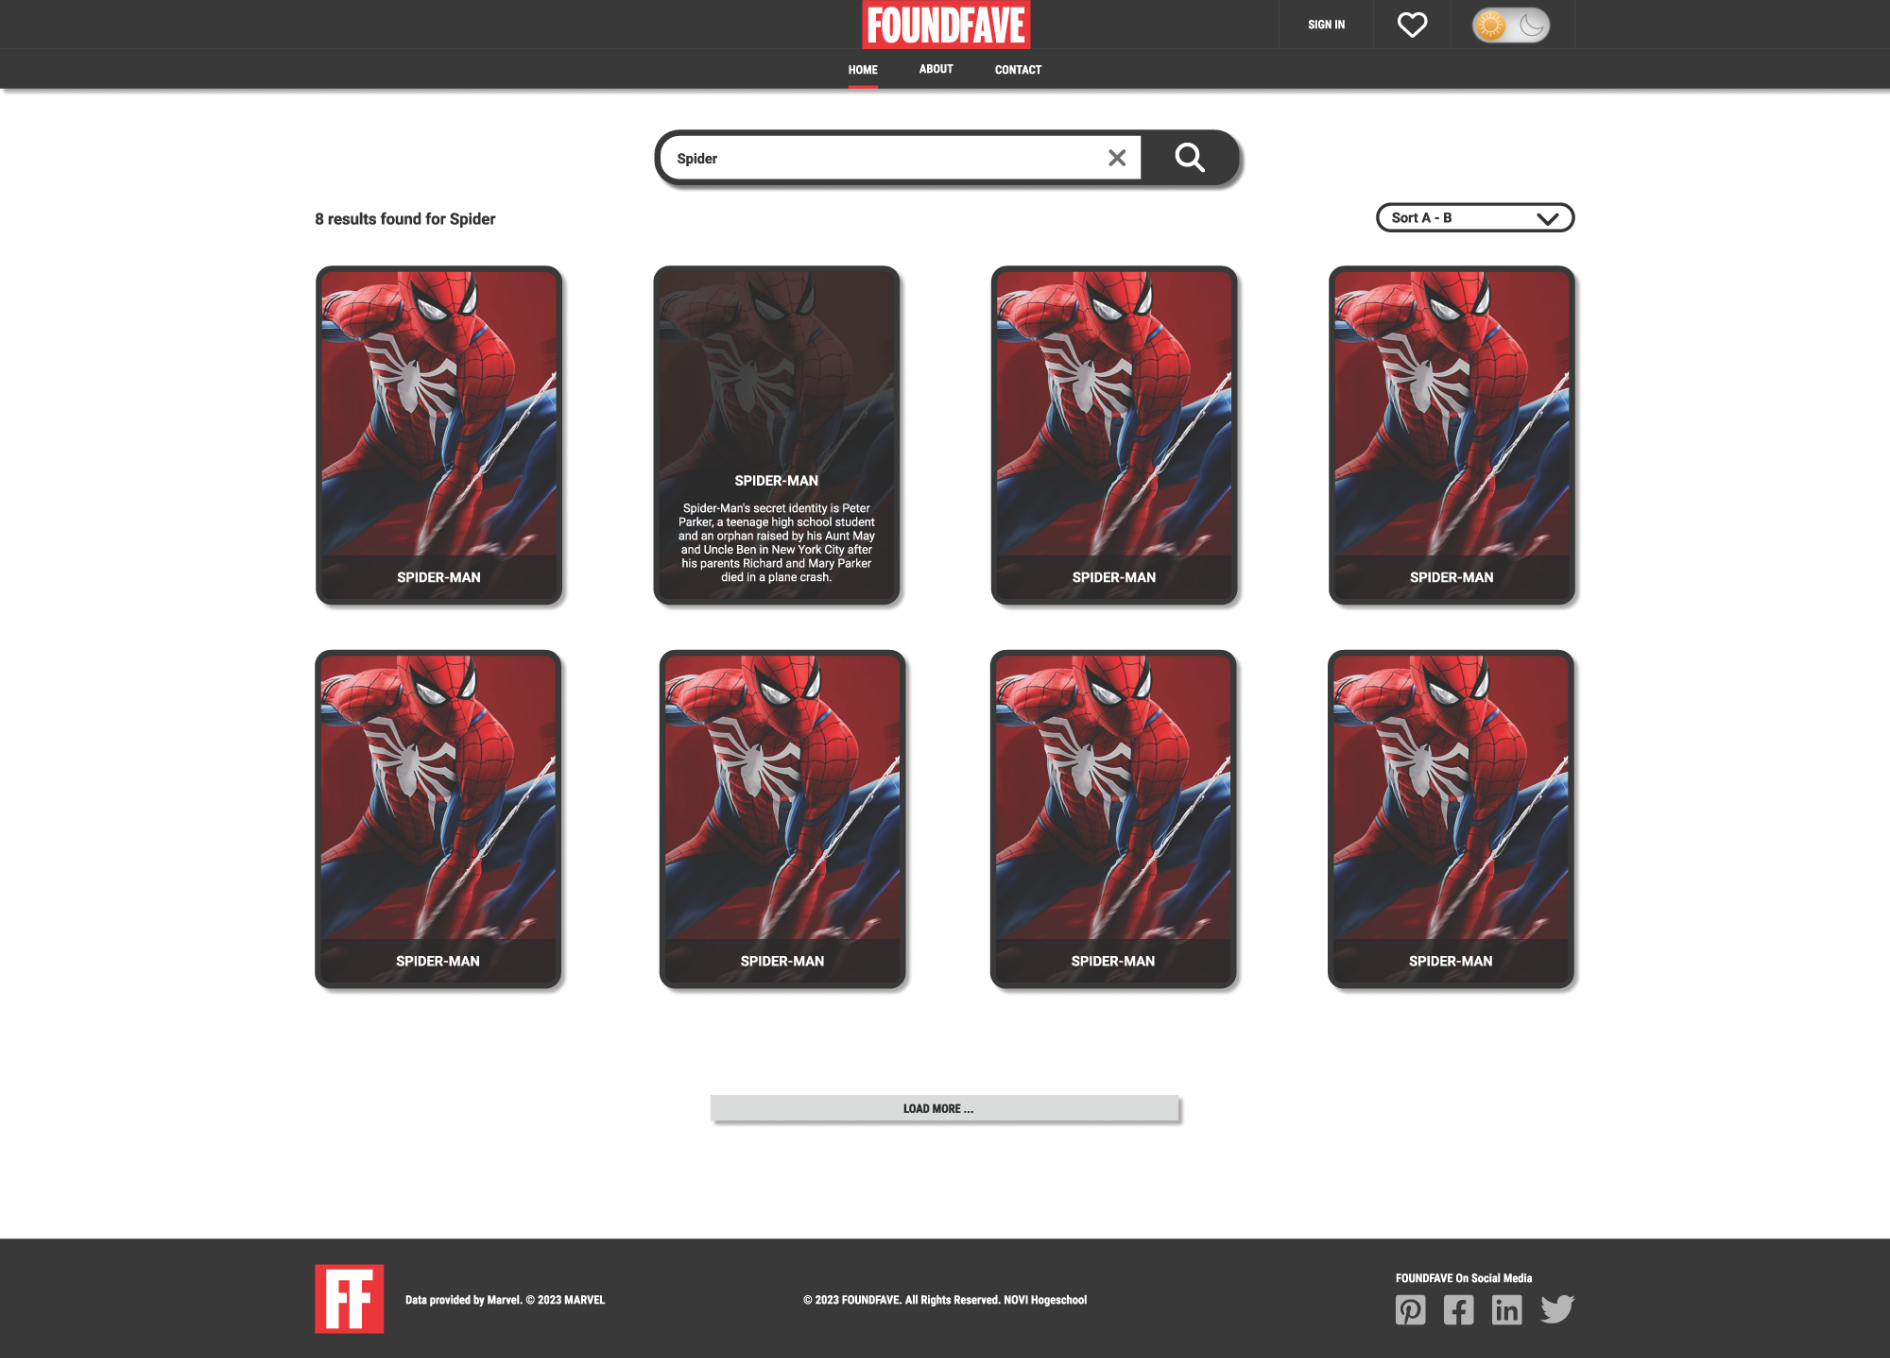 FOUNDFAVE
SIGN IN
HOME
ABOUT
CONTACT
Spider
8 results found for Spider
Sort A - B
SPIDER-MAN
SPIDER-MAN
Spider-Man's secret identity is Peter
Parker, a teenage high school student
and an orphan raised by his Aunt May
and Uncle Ben in New York City after
his parents Richard and Mary Parker
died in a plane crash.
SPIDER-MAN
SPIDER-MAN
SPIDER-MAN
SPIDER-MAN
SPIDER-MAN
SPIDER-MAN
LOAD MORE ...
FF
Data provided by Marvel. © 2023 MARVEL
© 2023 FOUNDFAVE. All Rights Reserved. NOVI Hogeschool
FOUNDFAVE On Social Media